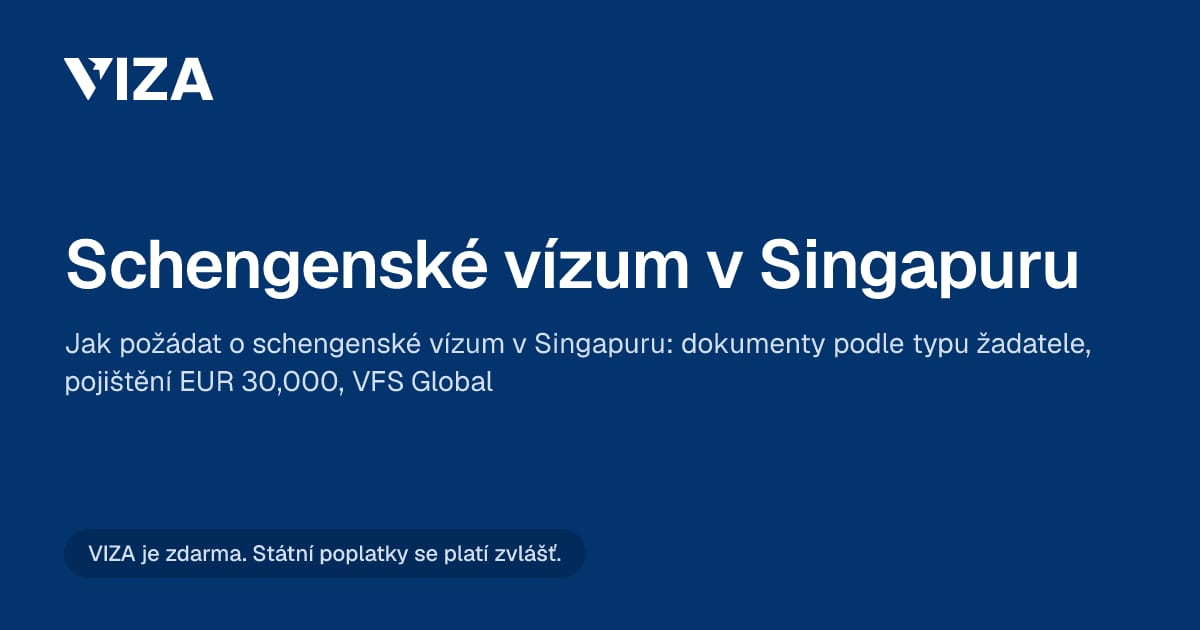 VIZA
Schengenské vízum v Singapuru
Jak požádat o schengenské vízum v Singapuru: dokumenty podle typu žadatele,
pojištění EUR 30,000, VFS Global
VIZA je zdarma. Státní poplatky se platí zvlášť.